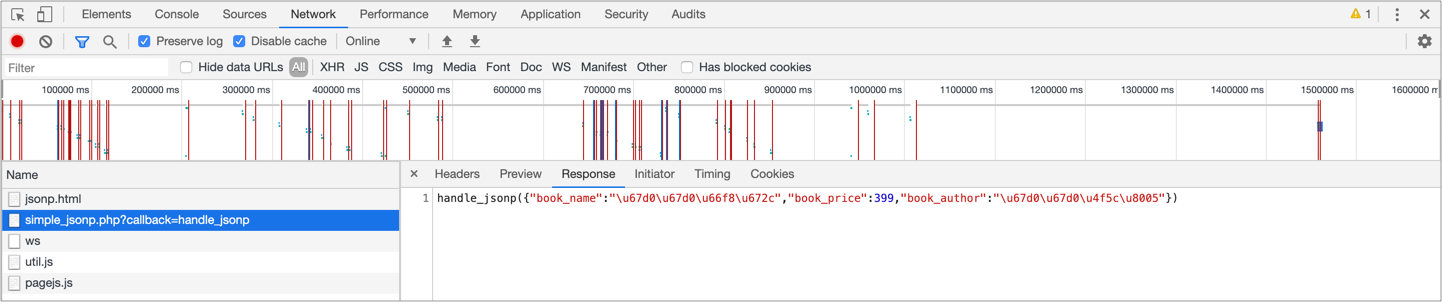 Elements Console Sources Network Performance Memory Application Security Audits 1
Preserve log Disable cache Online
Filter Hide data URLs All XHR JS CSS Img Media Font Doc WS Manifest Other Has blocked cookies
100000 ms 200000 ms 300000 ms 400000 ms 500000 ms 600000 ms 700000 ms 800000 ms 900000 ms 1000000 ms 1100000 ms 1200000 ms 1300000 ms 1400000 ms 1500000 ms 1600000 m
Name Headers Preview Response Initiator Timing Cookies
jsonp.html 1 handle_jsonp({"book_name":"\u67d0\u67d0\u66f8\u672c","book_price":399,"book_author":"\u67d0\u67d0\u4f5c\u8005"})
simple_jsonp.php?callback=handle_jsonp
ws
util.js
pagejs.js